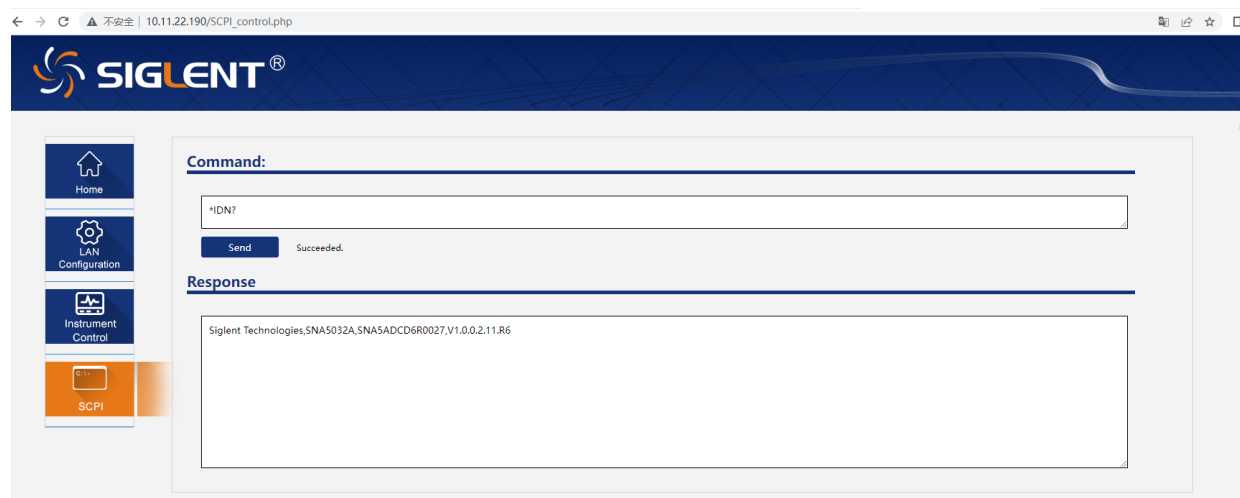 不安全 | 10.11.22.190/SCPI_control.php
SIGLENT®
Home
LAN
Configuration
Instrument
Control
C:\-
SCPI
Command:
*IDN?
Send
Succeeded.
Response
Siglent Technologies,SNA5032A,SNA5ADCD6R0027,V1.0.0.2.11.R6